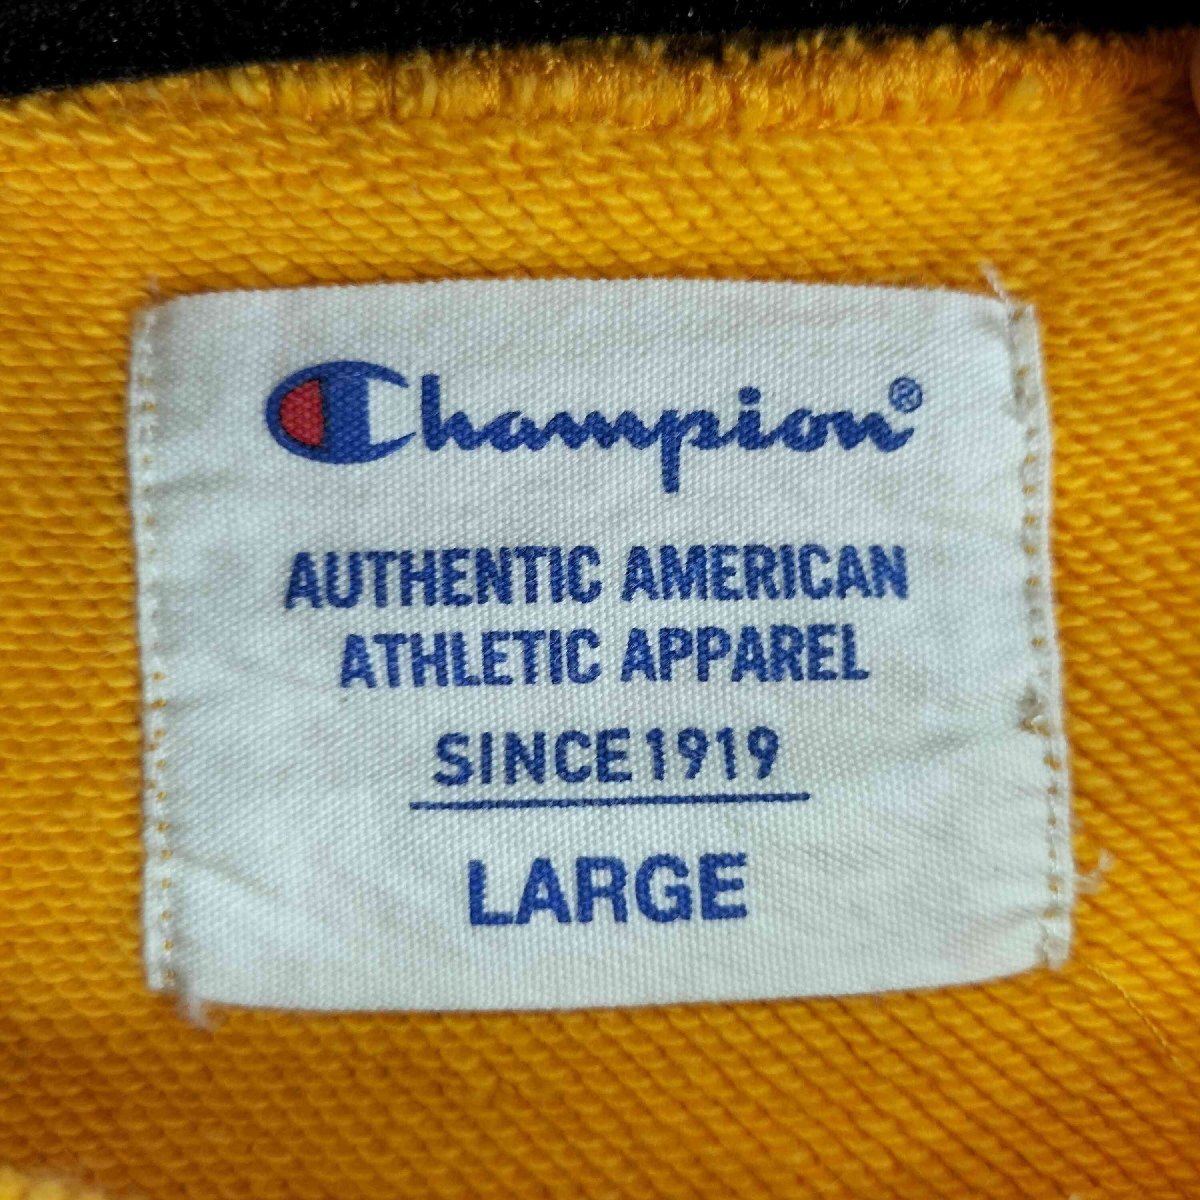 Champion®
AUTHENTIC AMERICAN
ATHLETIC APPAREL
SINCE 1919
LARGE